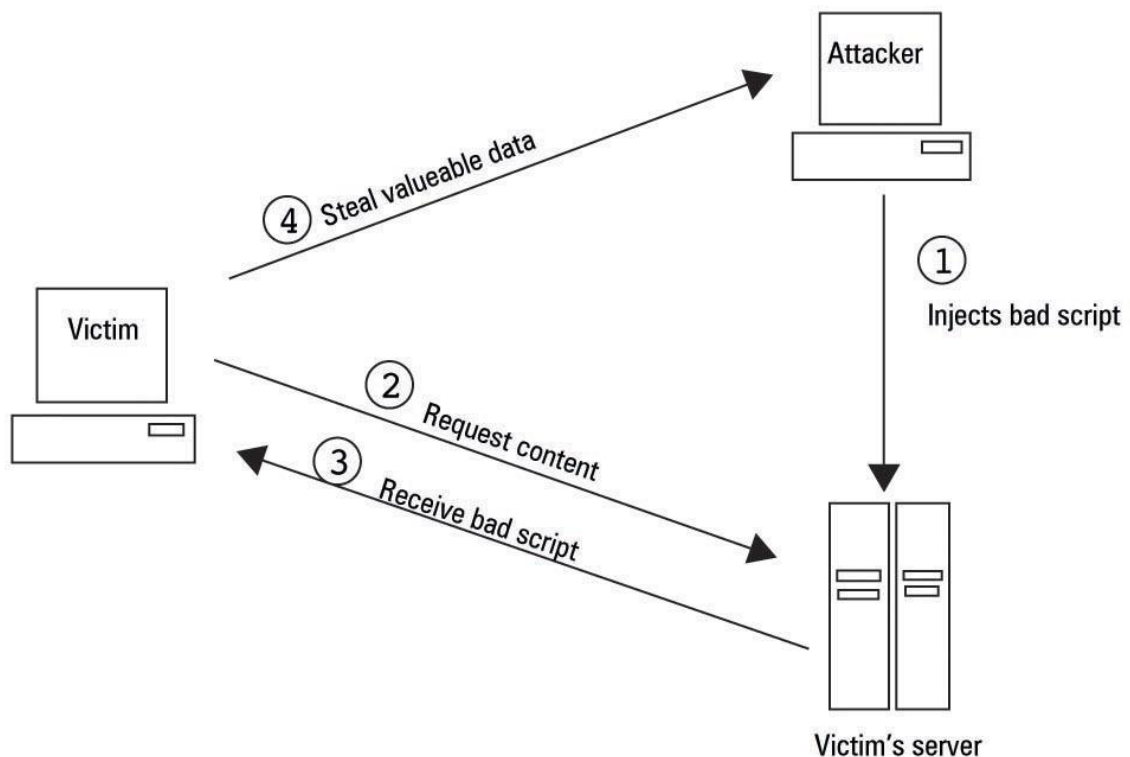 Attacker
4 Steal valueable data
1
Injects bad script
Victim
2 Request content
3 Receive bad script
Victim's server